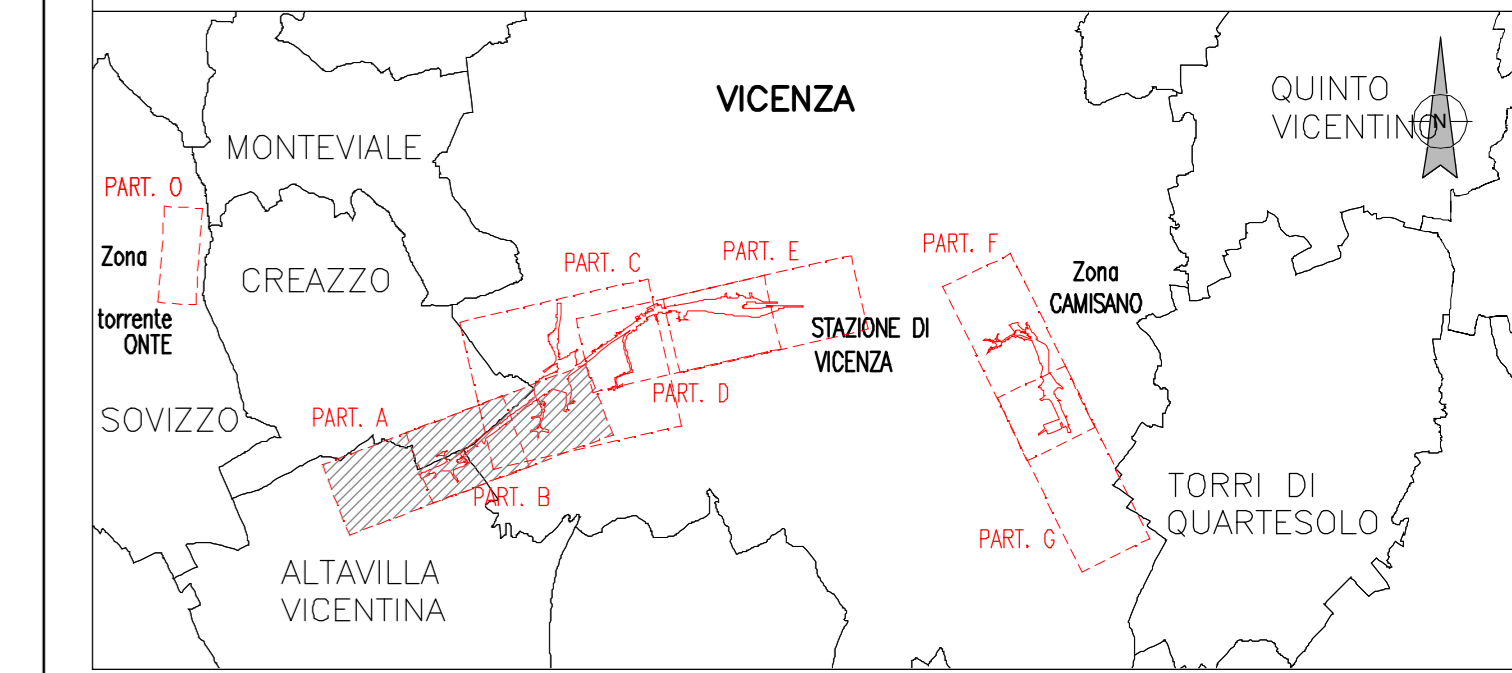 VICENZA
QUINTO
VICENTINO
N
MONTEVIALE
PART. O
Zona
torrente
ONTE
CREAZZO
SOVIZZO
PART. A
PART. B
PART. C
PART. D
PART. E
STAZIONE DI
VICENZA
PART. F
Zona
CAMISANO
PART. G
TORRI DI
QUARTESOLO
ALTAVILLA
VICENTINA